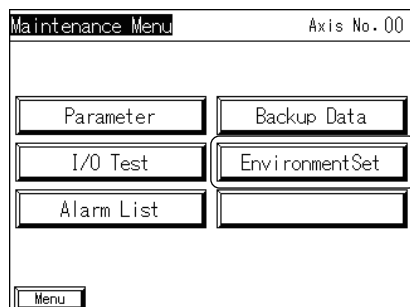 Maintenance Menu Axis No.00
Parameter Backup Data
I/O Test EnvironmentSet
Alarm List
Menu